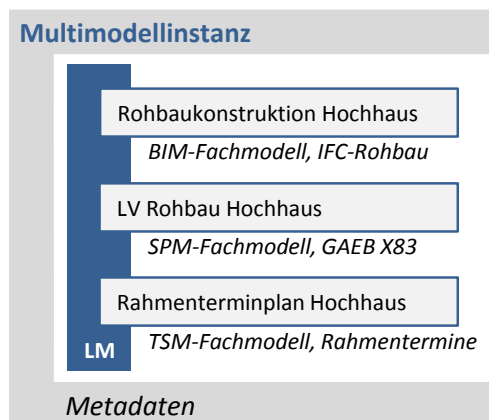 Multimodellinstanz
Rohbaukonstruktion Hochhaus
BIM-Fachmodell, IFC-Rohbau
LV Rohbau Hochhaus
SPM-Fachmodell, GAEB X83
Rahmenterminplan Hochhaus
LM
TSM-Fachmodell, Rahmentermine
Metadaten